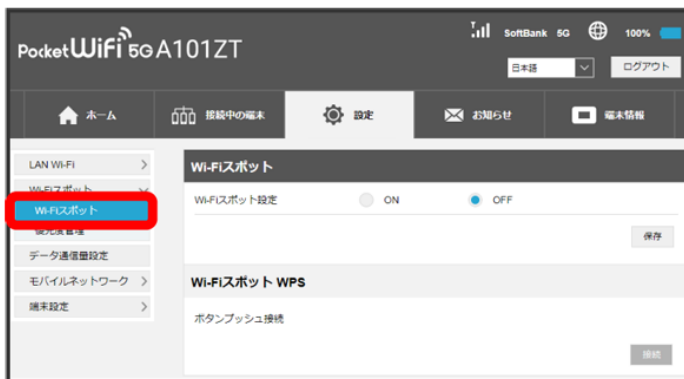 SoftBank 5G 100%
Pocket WiFi 5G A101ZT
日本語 ログアウト
ホーム 接続中の端末 設定 お知らせ 端末情報
LAN Wi-Fi
Wi-Fiスポット
Wi-Fiスポット
優先度管理
データ通信量設定
モバイルネットワーク
端末設定
Wi-Fiスポット
Wi-Fiスポット設定 ON OFF
保存
Wi-Fiスポット WPS
ボタンプッシュ接続
接続